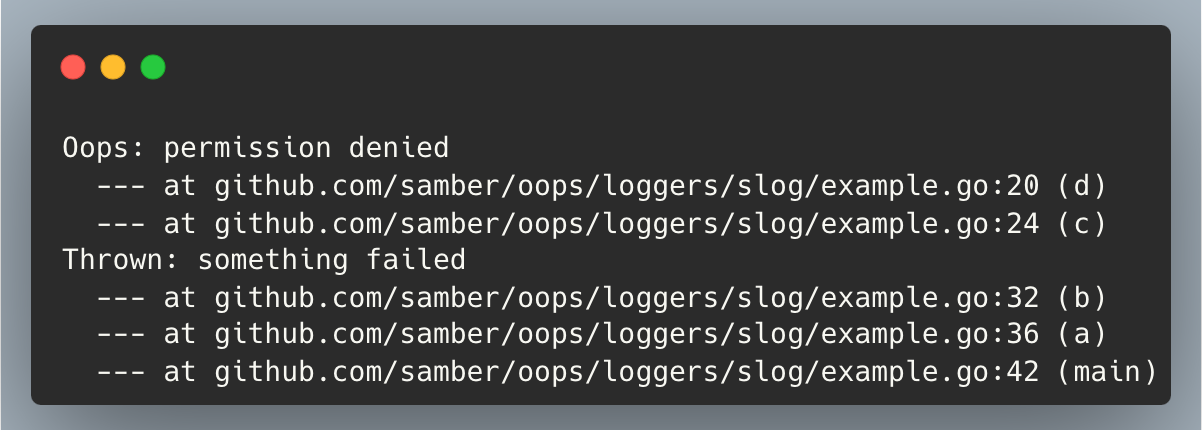 Oops: permission denied
  --- at github.com/samber/oops/loggers/slog/example.go:20 (d)
  --- at github.com/samber/oops/loggers/slog/example.go:24 (c)
Thrown: something failed
  --- at github.com/samber/oops/loggers/slog/example.go:32 (b)
  --- at github.com/samber/oops/loggers/slog/example.go:36 (a)
  --- at github.com/samber/oops/loggers/slog/example.go:42 (main)